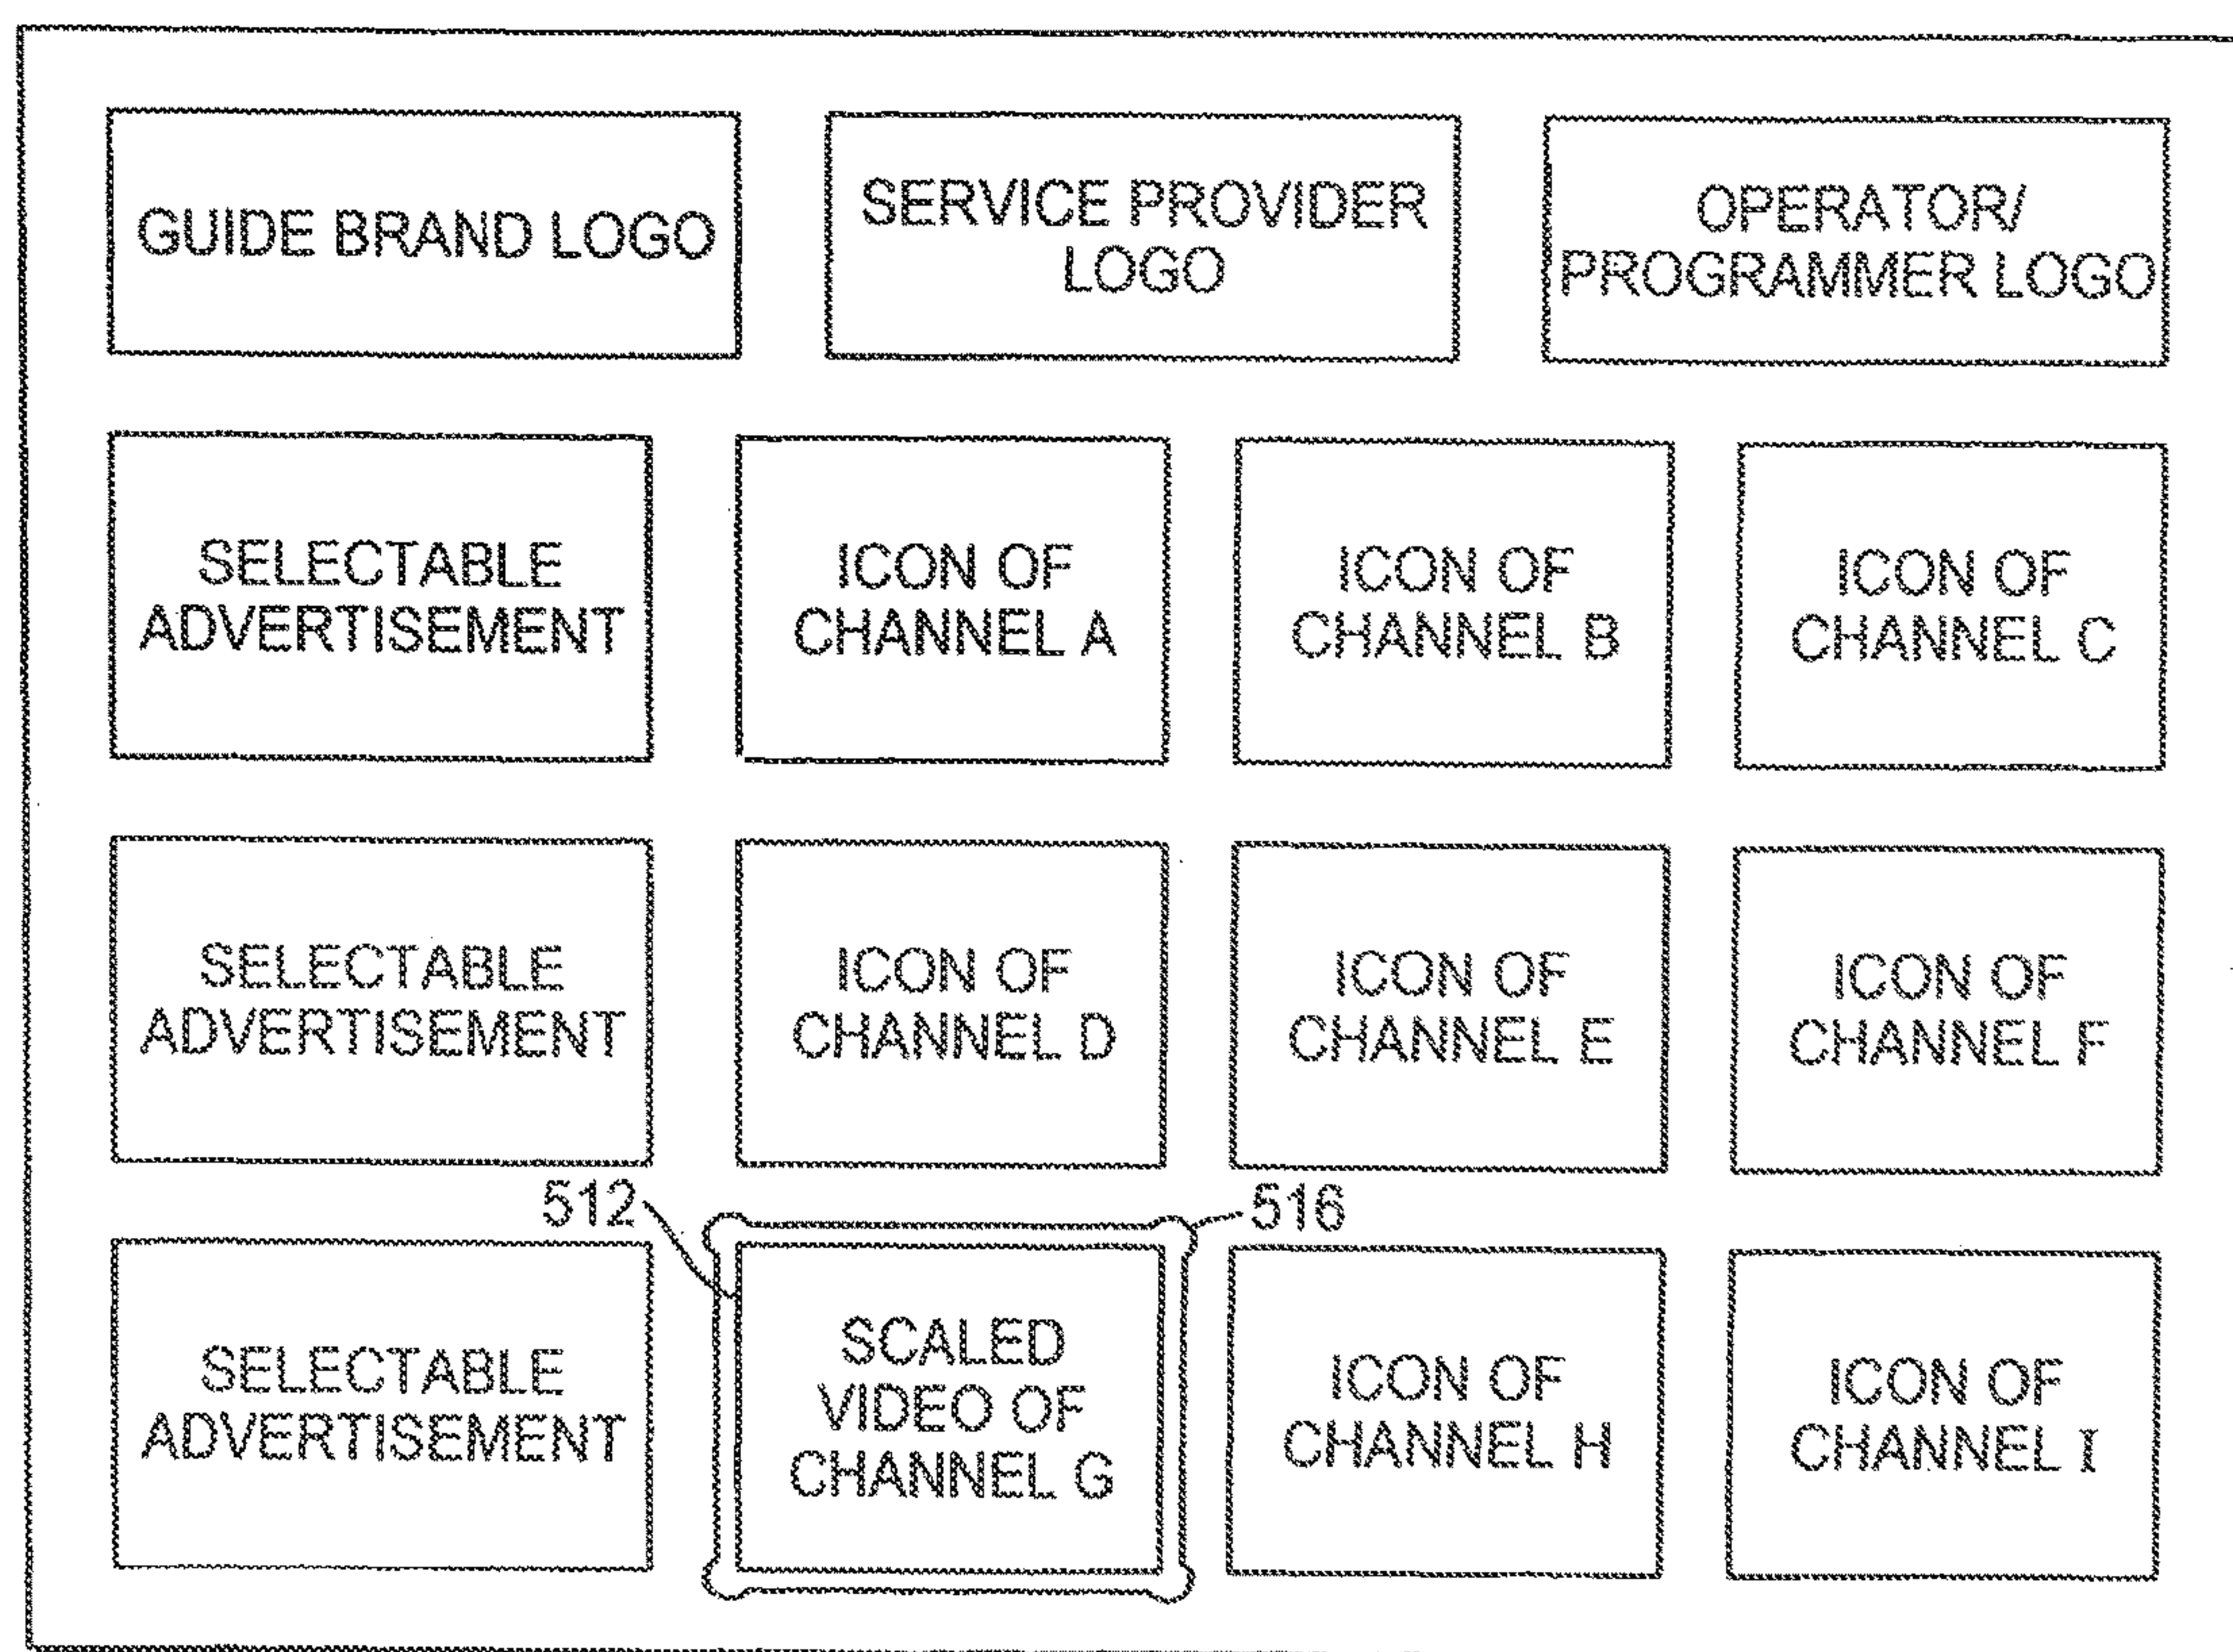 GUIDE BRAND LOGO
SERVICE PROVIDER
LOGO
OPERATOR/
PROGRAMMER LOGO
SELECTABLE
ADVERTISEMENT
ICON OF
CHANNEL A
ICON OF
CHANNEL B
ICON OF
CHANNEL C
SELECTABLE
ADVERTISEMENT
ICON OF
CHANNEL D
ICON OF
CHANNEL E
ICON OF
CHANNEL F
512
516
SELECTABLE
ADVERTISEMENT
SCALED
VIDEO OF
CHANNEL G
ICON OF
CHANNEL H
ICON OF
CHANNEL I